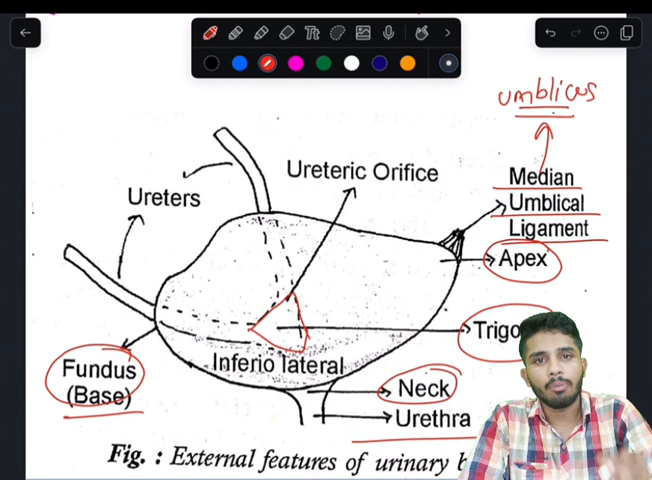 umblicus
Median
Umblical
Ligament
Ureteric Orifice
Ureters
Apex
Trigo
Inferio lateral
Fundus
(Base)
Neck
Urethra
Fig. : External features of urinary b